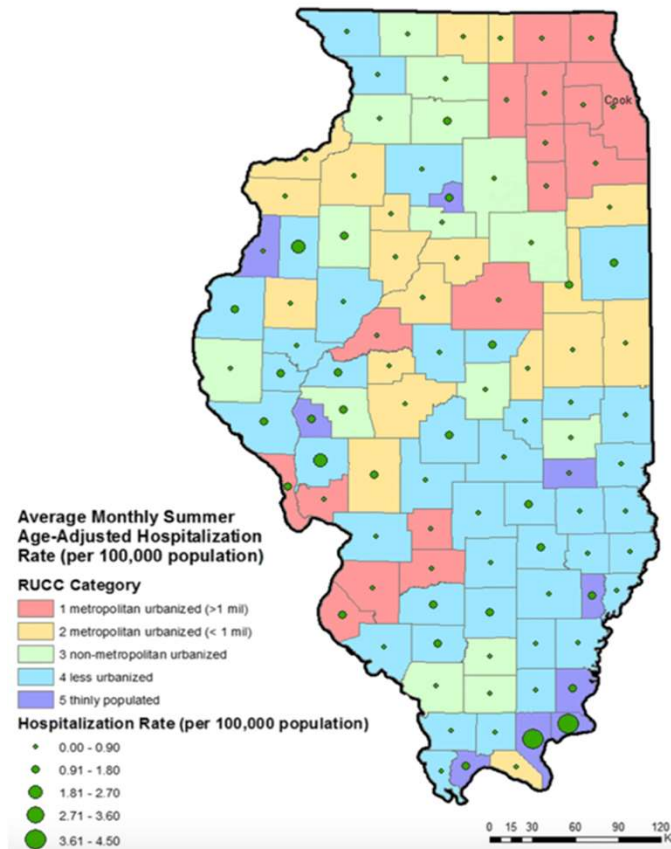 Cook
Average Monthly Summer
Age-Adjusted Hospitalization
Rate (per 100,000 population)
RUCC Category
1 metropolitan urbanized (>1 mil)
2 metropolitan urbanized (< 1 mil)
3 non-metropolitan urbanized
4 less urbanized
5 thinly populated
Hospitalization Rate (per 100,000 population)
0.00 - 0.90
0.91 - 1.80
1.81 - 2.70
2.71 - 3.60
3.61 - 4.50
0 15 30 60 90 120
K